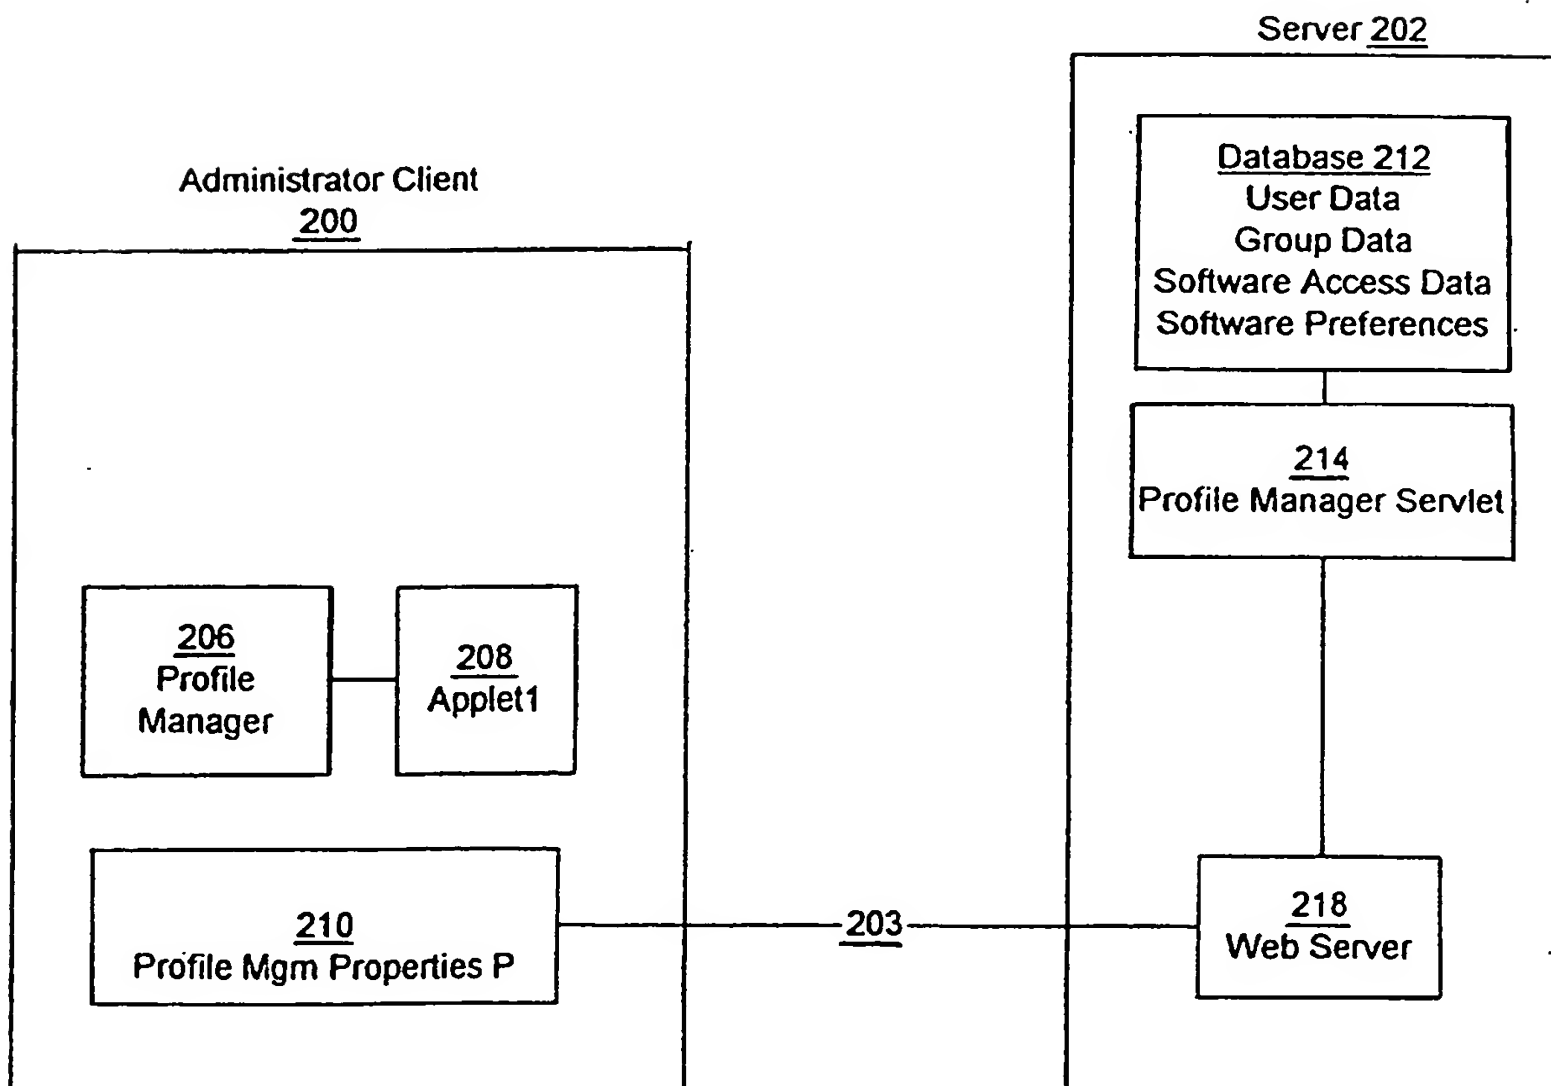 Server 202
Database 212
User Data
Group Data
Software Access Data
Software Preferences
Administrator Client
200
214
Profile Manager Servlet
206
Profile
Manager
208
Applet1
210
Profile Mgm Properties P
203
218
Web Server